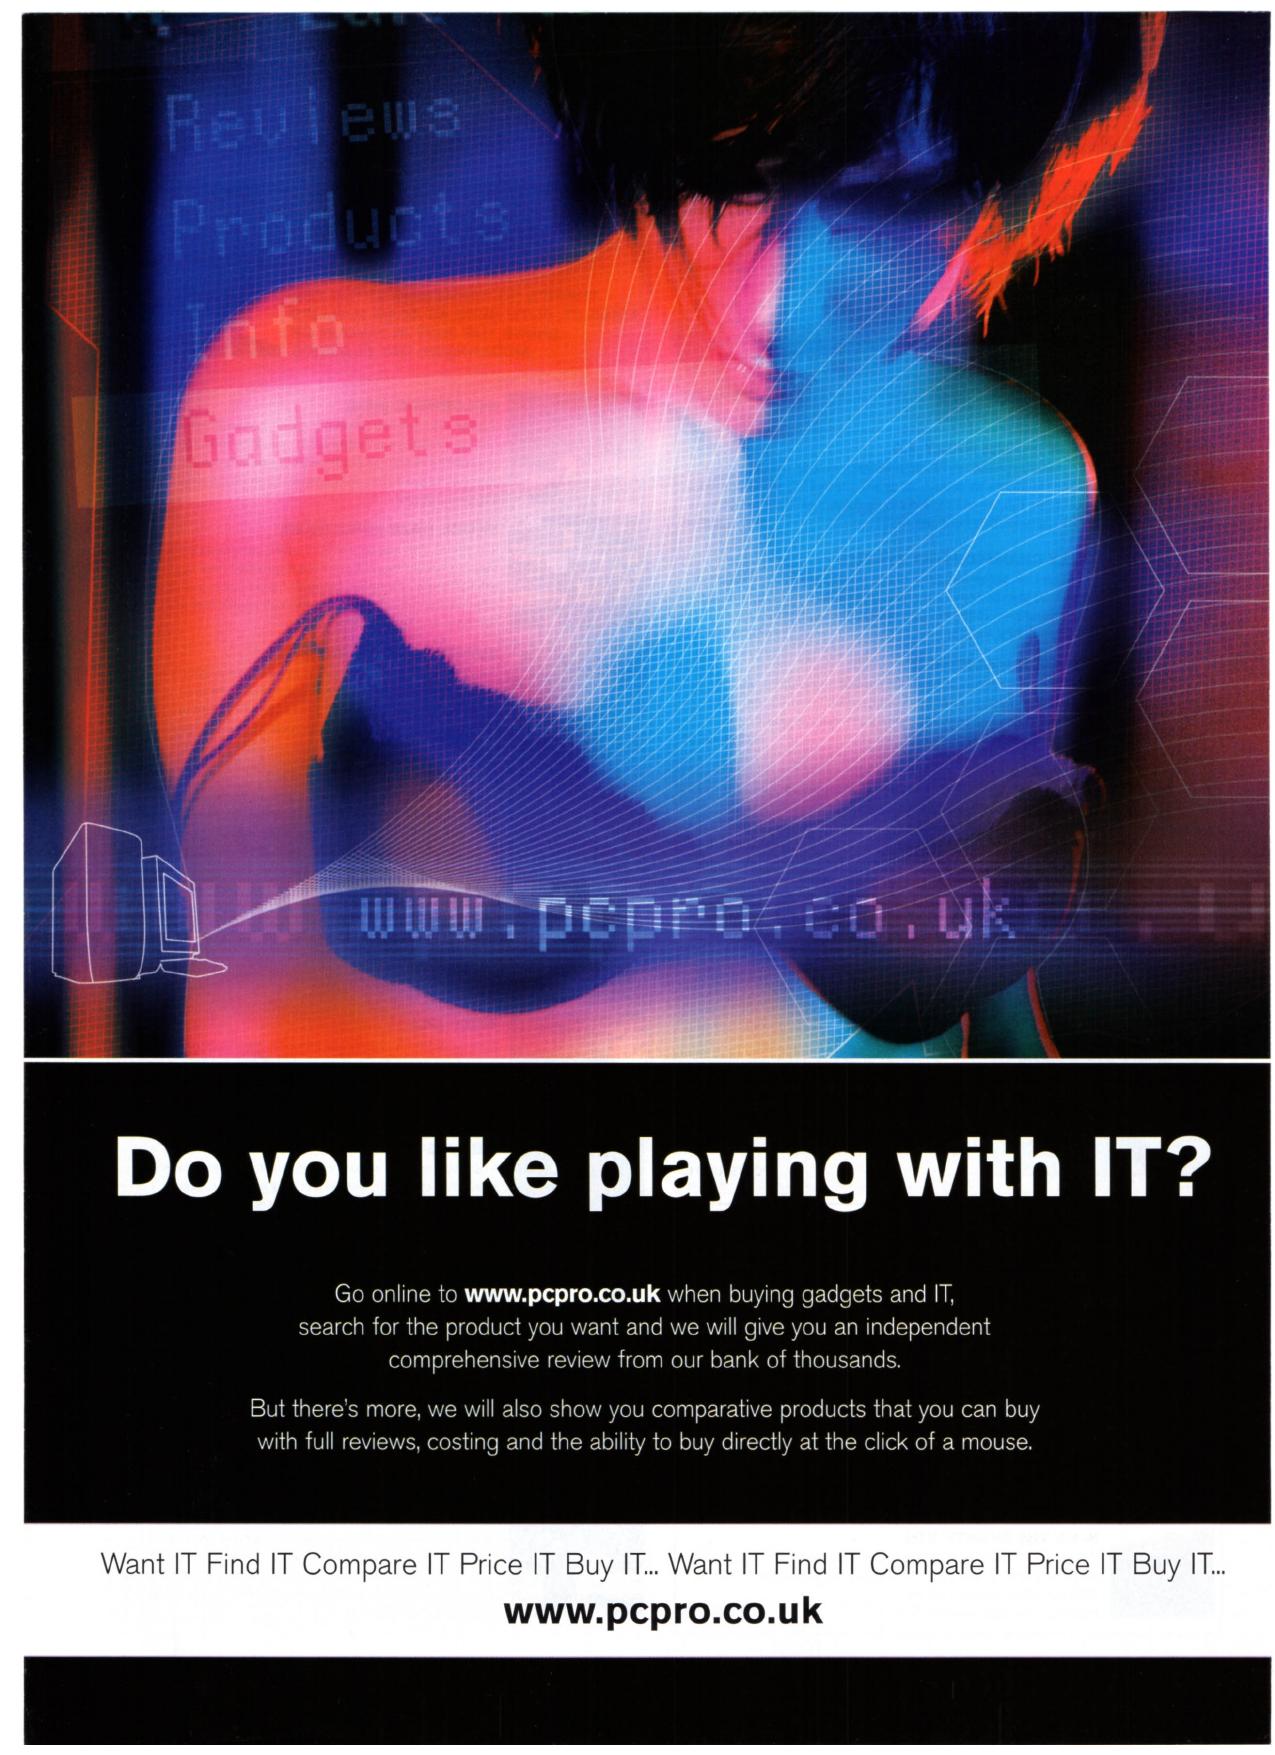 Reviews
Products
Info
Gadgets
www.pcpro.co.uk
Do you like playing with IT?
Go online to www.pcpro.co.uk when buying gadgets and IT,
search for the product you want and we will give you an independent
comprehensive review from our bank of thousands.
But there's more, we will also show you comparative products that you can buy
with full reviews, costing and the ability to buy directly at the click of a mouse.
Want IT Find IT Compare IT Price IT Buy IT... Want IT Find IT Compare IT Price IT Buy IT...
www.pcpro.co.uk